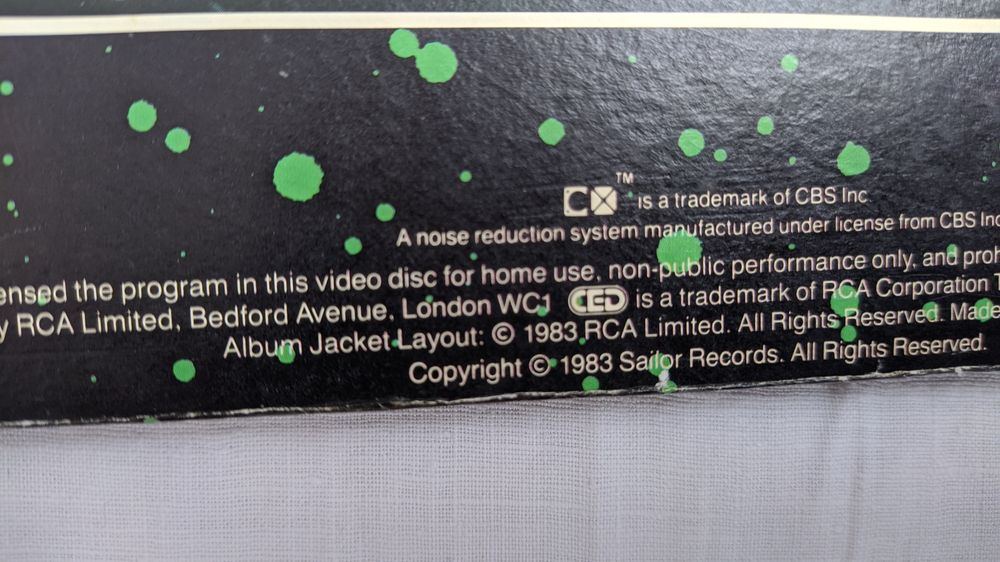 CX™ is a trademark of CBS Inc
A noise reduction system manufactured under license from CBS Inc
ensed the program in this video disc for home use, non-public performance only, and proh
y RCA Limited, Bedford Avenue, London WC1 CED is a trademark of RCA Corporation T
Album Jacket Layout: © 1983 RCA Limited. All Rights Reserved. Made
Copyright © 1983 Sailor Records. All Rights Reserved.